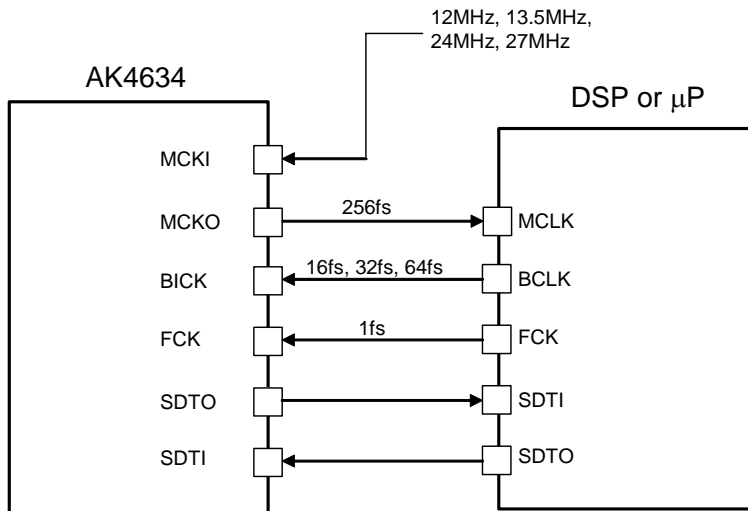 12MHz, 13.5MHz,
24MHz, 27MHz
AK4634
DSP or μP
MCKI
MCKO
256fs
MCLK
BICK
16fs, 32fs, 64fs
BCLK
FCK
1fs
FCK
SDTO
SDTI
SDTI
SDTO